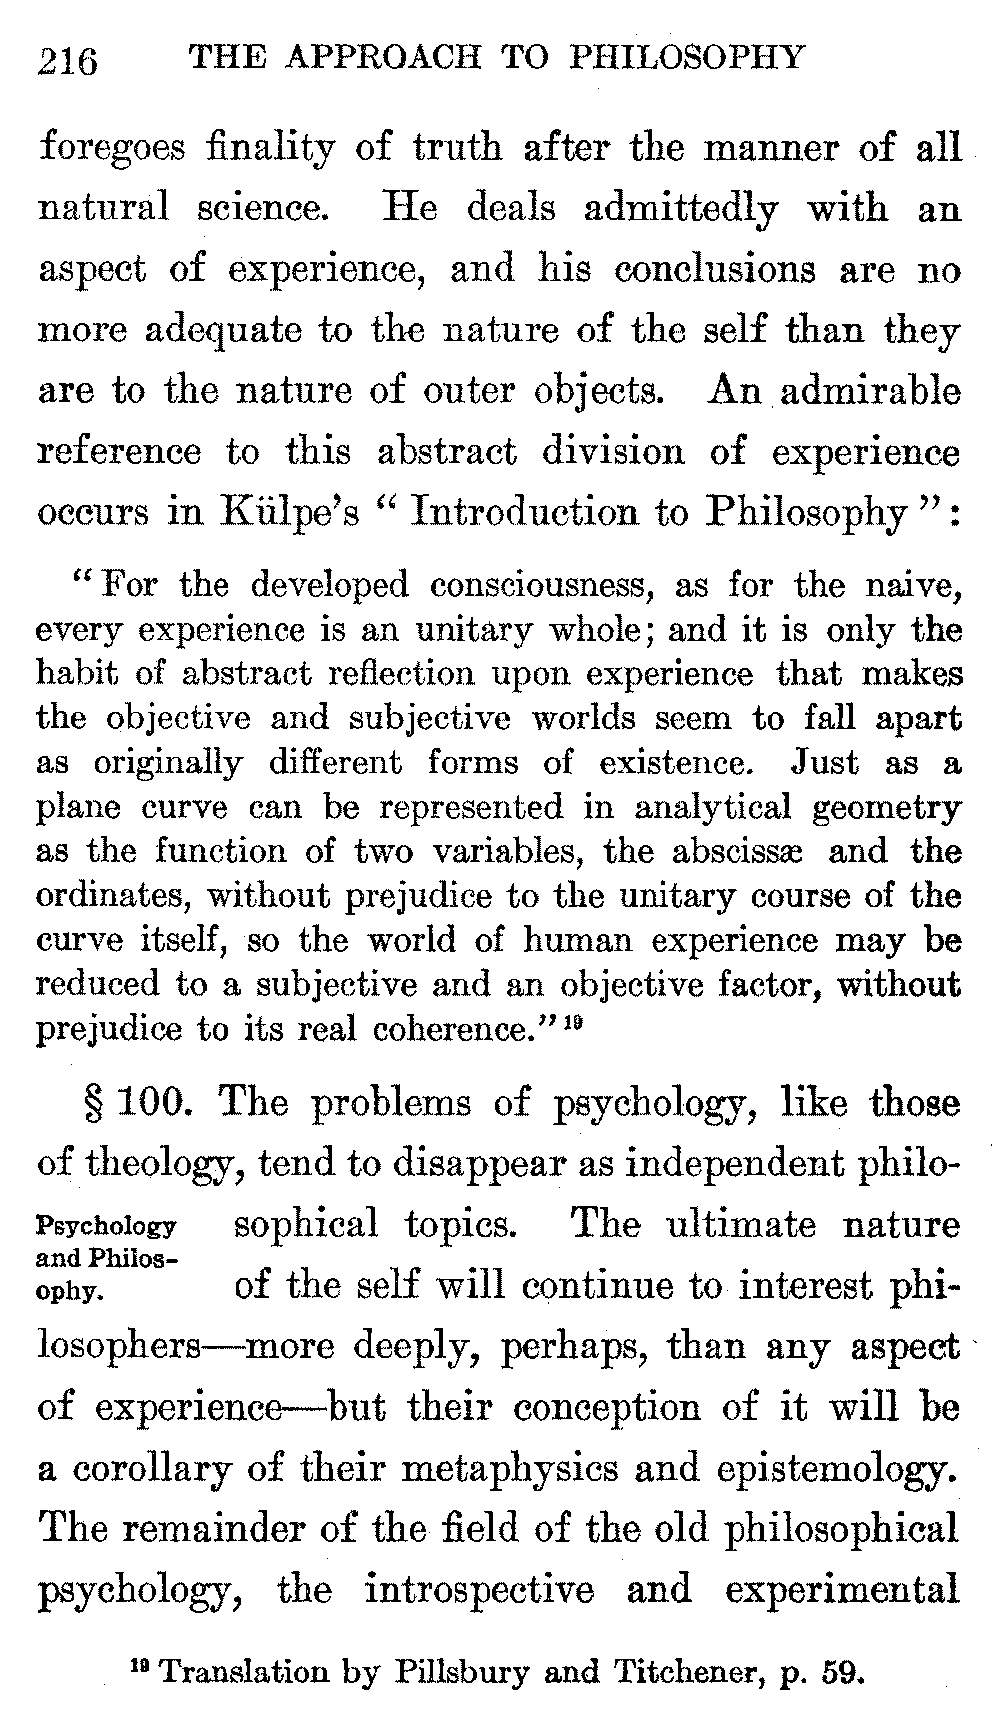 216 THE APPROACH TO PHILOSOPHY
foregoes finality of truth after the manner of all
natural science. He deals admittedly with an
aspect of experience, and his conclusions are no
more adequate to the nature of the self than they
are to the nature of outer objects. An admirable
reference to this abstract division of experience
occurs in Külpe's “ Introduction to Philosophy ” :
“ For the developed consciousness, as for the naive,
every experience is an unitary whole; and it is only the
habit of abstract reflection upon experience that makes
the objective and subjective worlds seem to fall apart
as originally different forms of existence. Just as a
plane curve can be represented in analytical geometry
as the function of two variables, the abscissæ and the
ordinates, without prejudice to the unitary course of the
curve itself, so the world of human experience may be
reduced to a subjective and an objective factor, without
prejudice to its real coherence.” ¹⁹
§ 100. The problems of psychology, like those
of theology, tend to disappear as independent philo-
Psychology
and Philos-
ophy.
sophical topics. The ultimate nature
of the self will continue to interest phi-
losophers—more deeply, perhaps, than any aspect
of experience—but their conception of it will be
a corollary of their metaphysics and epistemology.
The remainder of the field of the old philosophical
psychology, the introspective and experimental
¹⁹ Translation by Pillsbury and Titchener, p. 59.